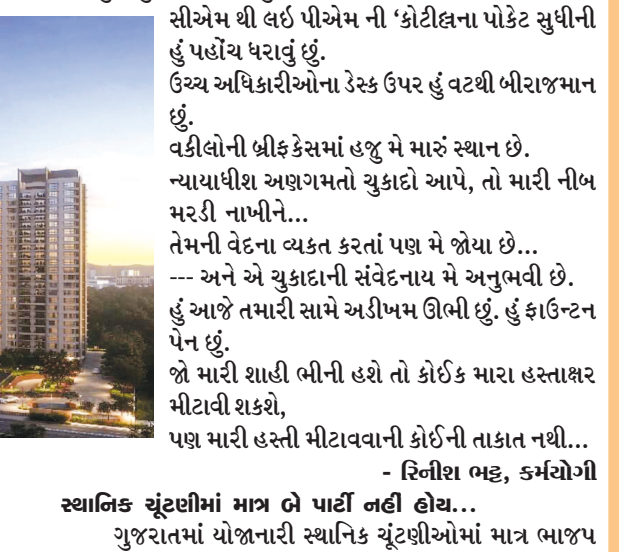 સીએમ થી લઇ પીએમ ની ‘કોટીહ્મના પોકેટ સુધીની
હું પહોંચ ધરાવું છું.
ઉચ્ચ અધિકારીઓના ડેસ્ક ઉપર હું વટથી બીરાજમાન
છું.
વકીલોની બ્રીફકેસમાં હજુ મે મારું સ્થાન છે.
ન્યાયાધીશ અણગમતો ચુકાદો આપે, તો મારી નીબ
મરડી નાખીને...
તેમની વેદના વ્યકત કરતાં પણ મે જોયા છે...
--- અને એ ચુકાદાની સંવેદનાય મે અનુભવી છે.
હું આજે તમારી સામે અડીખમ ઊભી છું. હું ફાઉન્ટન
પેન છું.
જો મારી શાહી ભીની હશે તો કોઈક મારા હસ્તાક્ષર
મીટાવી શકશે,
પણ મારી હસ્તી મીટાવવાની કોઈની તાકાત નથી...
- રિનીશ ભટ્ટ, કર્મયોગી
સ્થાનિક ચૂંટણીમાં માત્ર બે પાર્ટી નહીં હોય...
ગુજરાતમાં યોજાનારી સ્થાનિક ચૂંટણીઓમાં માત્ર ભાજપ